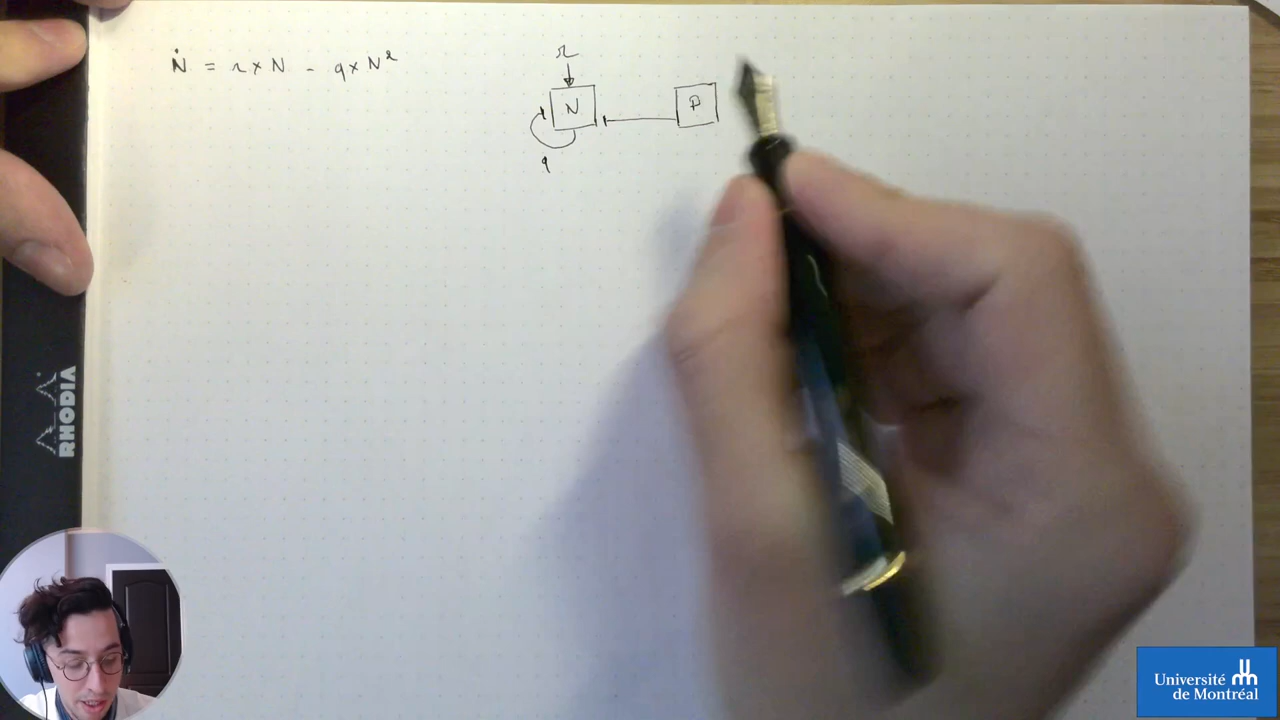 Ṅ = r × N - q × N²
r
N
P
q
RHODIA
Université
de Montréal